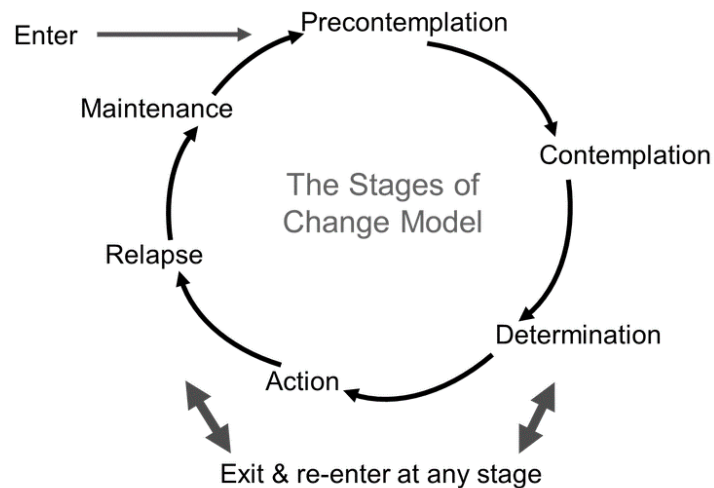 Enter
Precontemplation
Maintenance
Contemplation
The Stages of
Change Model
Relapse
Determination
Action
Exit & re-enter at any stage